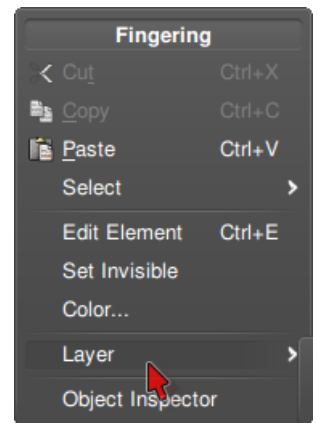 Fingering
Cut Ctrl+X
Copy Ctrl+C
Paste Ctrl+V
Select
Edit Element Ctrl+E
Set Invisible
Color...
Layer
Object Inspector